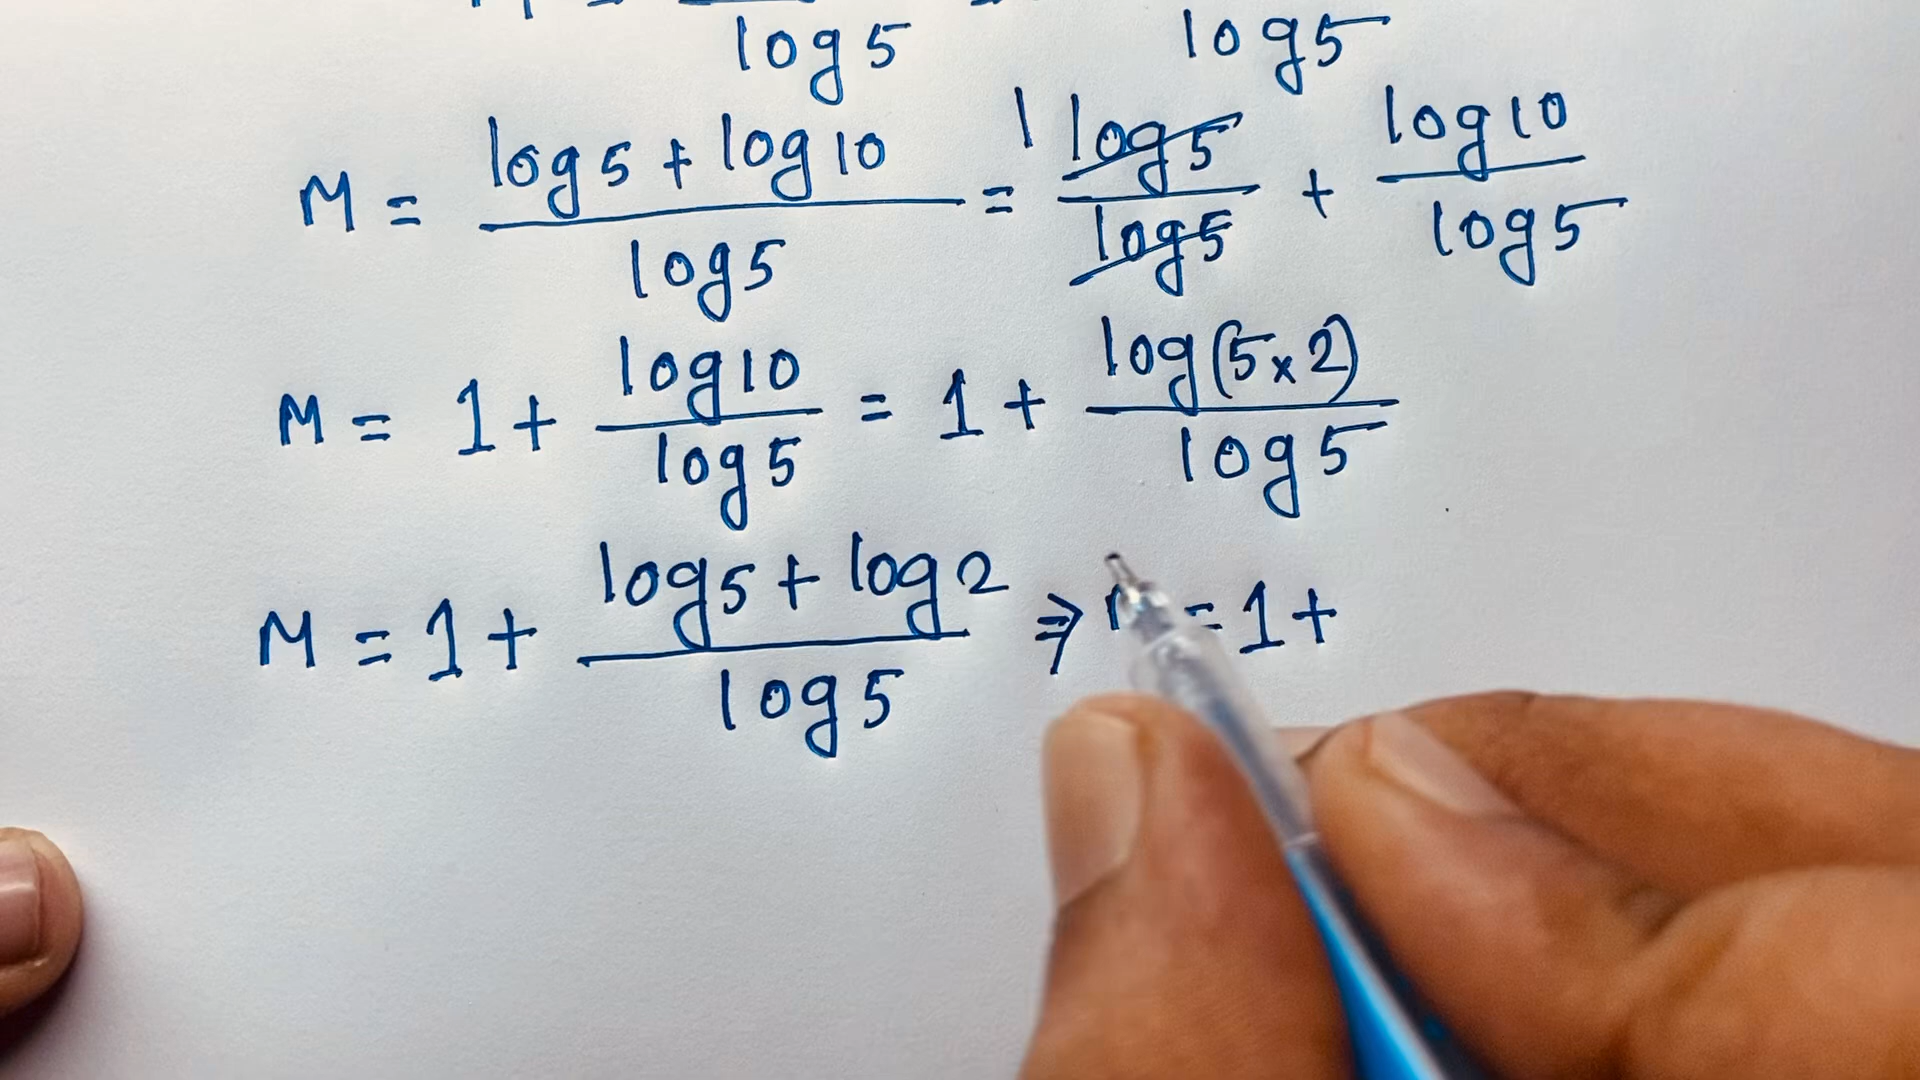 log5 log5
M = (log5 + log10)/log5 = 1 log5/log5 + log10/log5
M = 1 + log10/log5 = 1 + log(5×2)/log5
M = 1 + (log5 + log2)/log5 ⇒ = 1 +